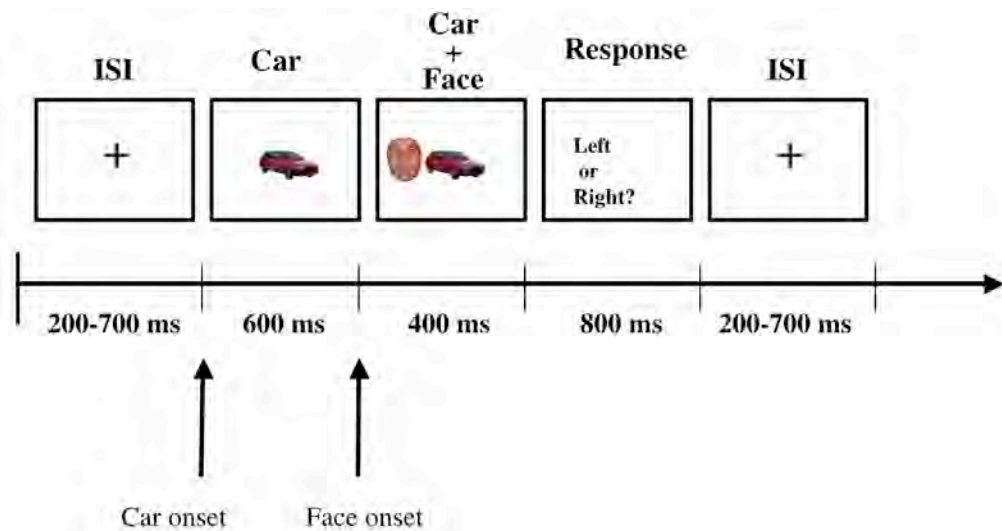 ISI
Car
Car
+
Face
Response
ISI
+
Left
or
Right?
+
200-700 ms
600 ms
400 ms
800 ms
200-700 ms
Car onset
Face onset